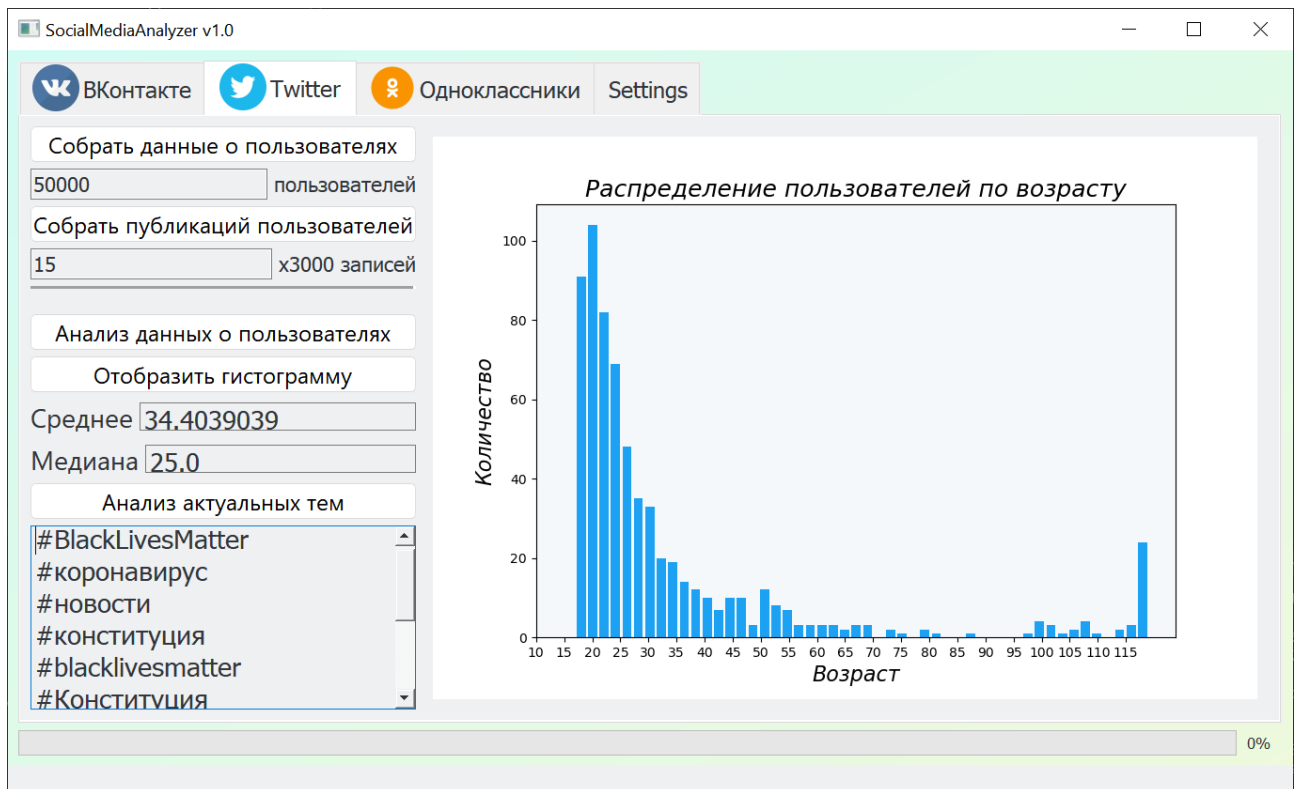 SocialMediaAnalyzer v1.0
ВКонтакте
Twitter
Одноклассники
Settings
Собрать данные о пользователях
50000 пользователей
Собрать публикаций пользователей
15 x3000 записей
Анализ данных о пользователях
Отобразить гистограмму
Среднее 34.4039039
Медиана 25.0
Анализ актуальных тем
#BlackLivesMatter
#коронавирус
#новости
#конституция
#blacklivesmatter
#Конституция
Распределение пользователей по возрасту
Количество
100
80
60
40
20
0
10 15 20 25 30 35 40 45 50 55 60 65 70 75 80 85 90 95 100 105 110 115
Возраст
0%